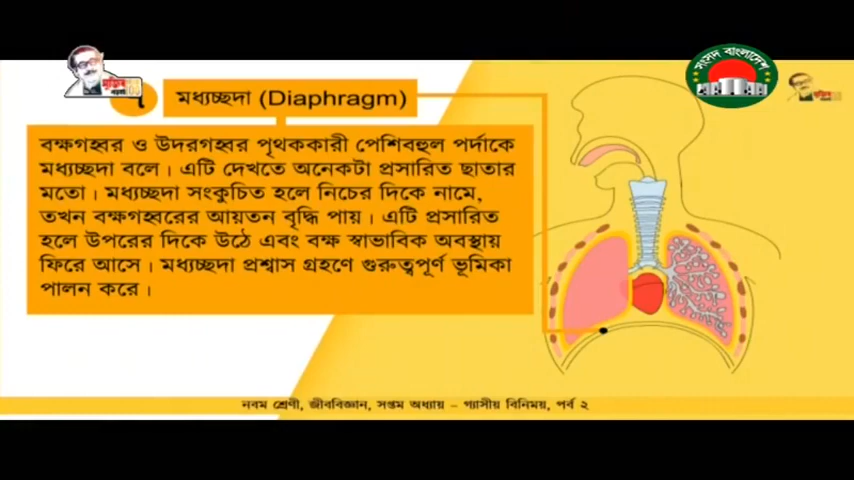 সংসদ বাংলাদেশ
মধ্যচ্ছদা (Diaphragm)
বক্ষগহ্বর ও উদরগহ্বর পৃথককারী পেশিবহুল পর্দাকে
মধ্যচ্ছদা বলে। এটি দেখতে অনেকটা প্রসারিত ছাতার
মতো। মধ্যচ্ছদা সংকুচিত হলে নিচের দিকে নামে,
তখন বক্ষগহ্বরের আয়তন বৃদ্ধি পায়। এটি প্রসারিত
হলে উপরের দিকে উঠে এবং বক্ষ স্বাভাবিক অবস্থায়
ফিরে আসে। মধ্যচ্ছদা প্রশ্বাস গ্রহণে গুরুত্বপূর্ণ ভূমিকা
পালন করে।
নবম শ্রেণী, জীববিজ্ঞান, সপ্তম অধ্যায় – গ্যাসীয় বিনিময়, পর্ব ২